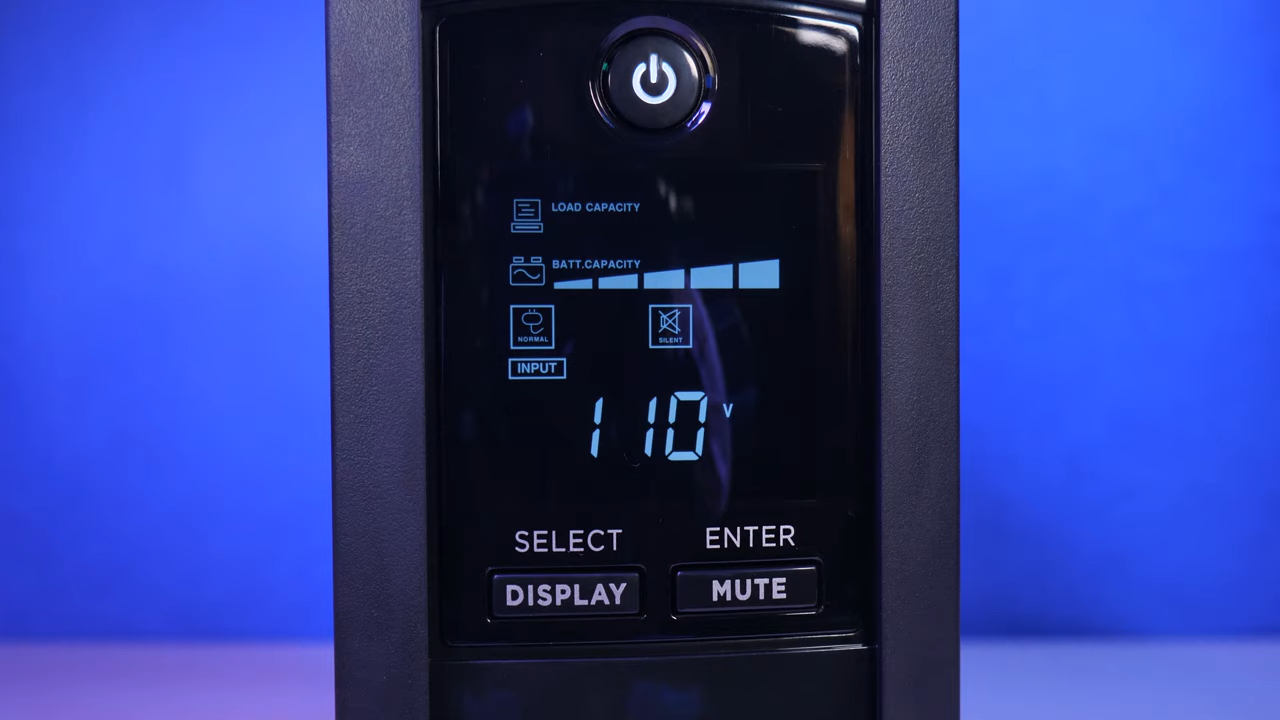 LOAD CAPACITY
BATT.CAPACITY
NORMAL SILENT
INPUT
110 V
SELECT ENTER
DISPLAY MUTE